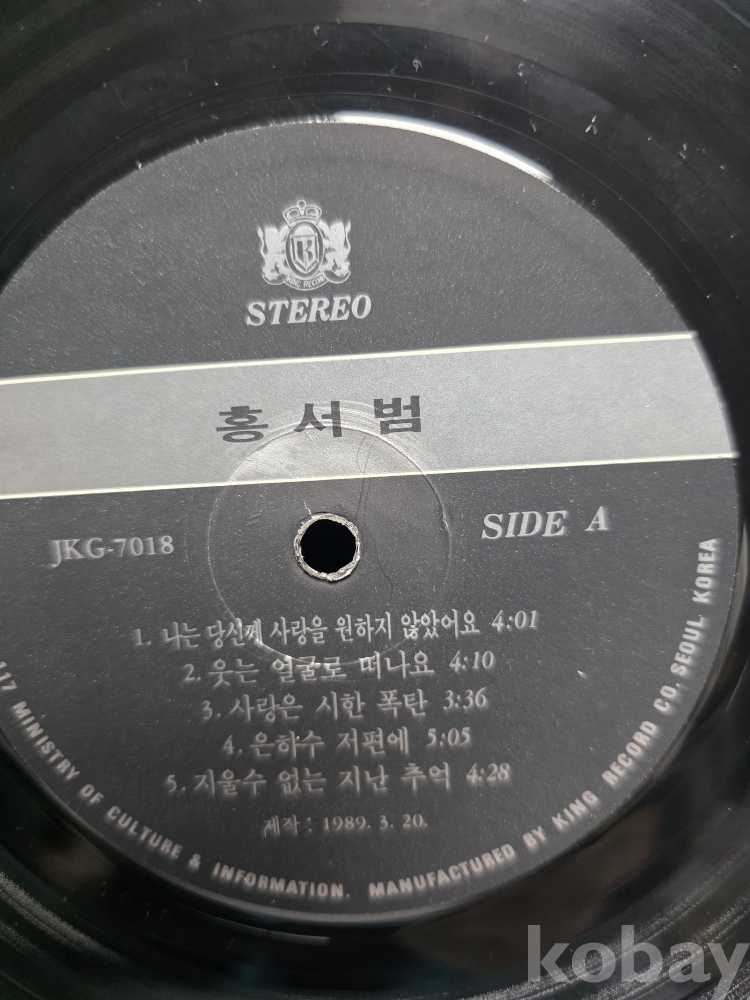 KING RECORD
STEREO
홍서범
JKG-7018
SIDE A
1. 나는 당신께 사랑을 원하지 않았어요 4:01
2. 웃는 얼굴로 떠나요 4:10
3. 사랑은 시한 폭탄 3:36
4. 은하수 저편에 5:05
5. 지울수 없는 지난 추억 4:28
제작 : 1989. 3. 20.
117 MINISTRY OF CULTURE & INFORMATION. MANUFACTURED BY KING RECORD CO. SEOUL KOREA
kobay